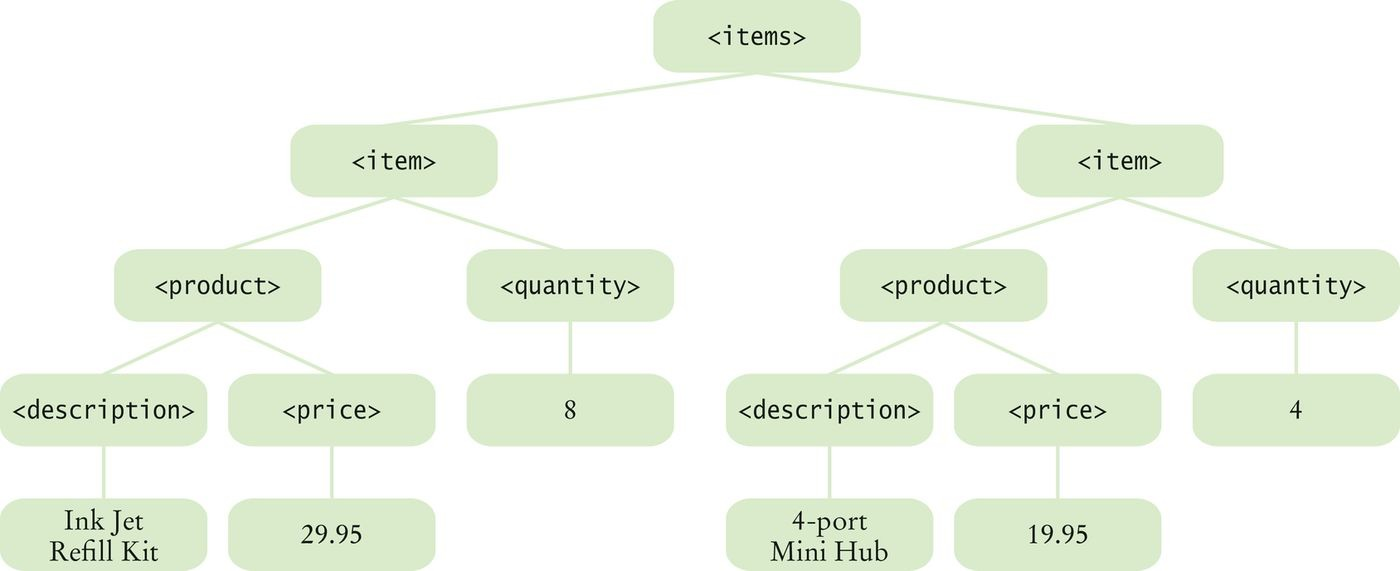 <items>
<item>
<item>
<product>
<quantity>
<product>
<quantity>
<description>
<price>
8
<description>
<price>
4
Ink Jet
Refill Kit
29.95
4-port
Mini Hub
19.95